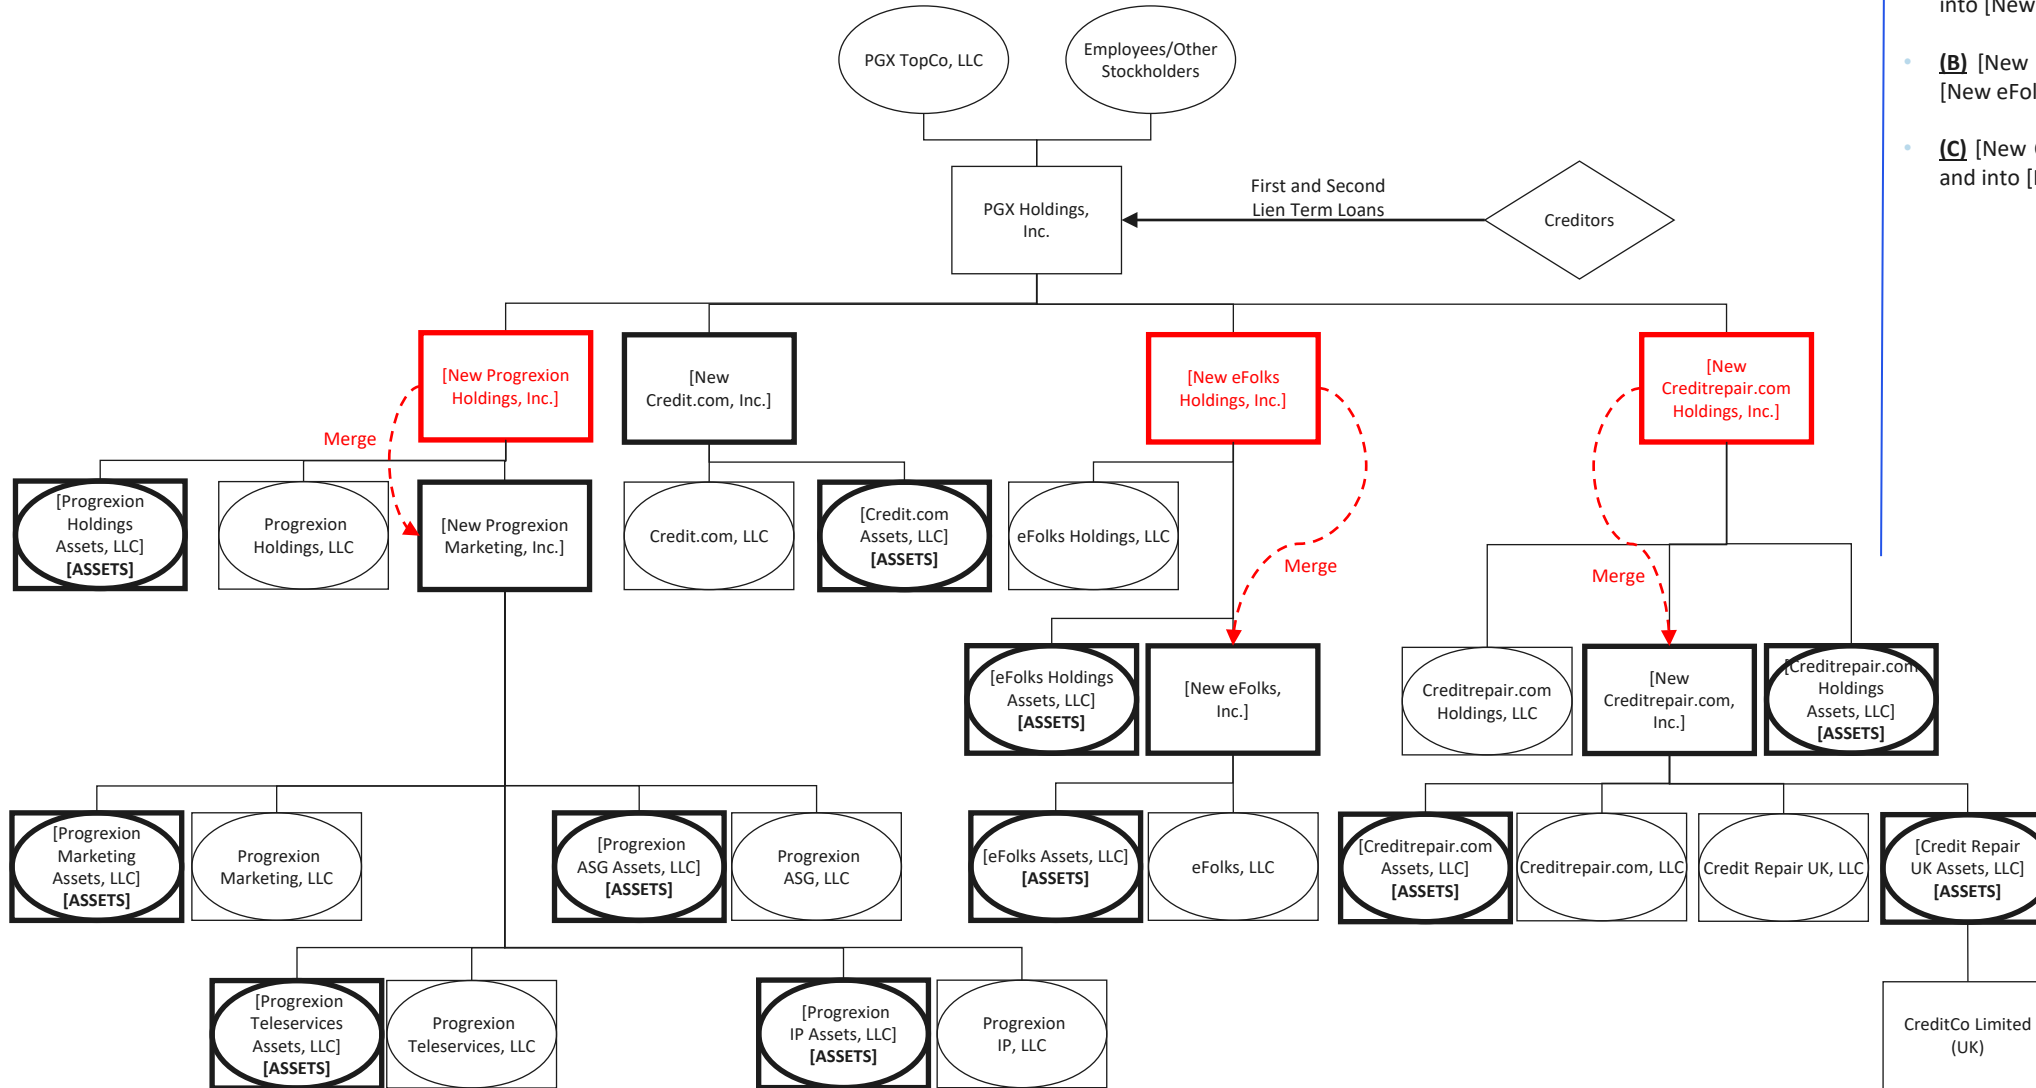 into [New
PGX TopCo, LLC
Employees/Other
Stockholders
(B) [New
[New eFol
(C) [New
and into [
PGX Holdings,
Inc.
First and Second
Lien Term Loans
Creditors
[New Progrexion
Holdings, Inc.]
[New
Credit.com, Inc.]
[New eFolks
Holdings, Inc.]
[New
Creditrepair.com
Holdings, Inc.]
Merge
[Progrexion
Holdings
Assets, LLC]
[ASSETS]
Progrexion
Holdings, LLC
[New Progrexion
Marketing, Inc.]
Credit.com, LLC
[Credit.com
Assets, LLC]
[ASSETS]
eFolks Holdings, LLC
Merge
Merge
[eFolks Holdings
Assets, LLC]
[ASSETS]
[New eFolks,
Inc.]
Creditrepair.com
Holdings, LLC
[New
Creditrepair.com,
Inc.]
[Creditrepair.com
Holdings
Assets, LLC]
[ASSETS]
[Progrexion
Marketing
Assets, LLC]
[ASSETS]
Progrexion
Marketing, LLC
[Progrexion
ASG Assets, LLC]
[ASSETS]
Progrexion
ASG, LLC
[eFolks Assets, LLC]
[ASSETS]
eFolks, LLC
[Creditrepair.com
Assets, LLC]
[ASSETS]
Creditrepair.com, LLC
Credit Repair UK, LLC
[Credit Repair
UK Assets, LLC]
[ASSETS]
[Progrexion
Teleservices
Assets, LLC]
[ASSETS]
Progrexion
Teleservices, LLC
[Progrexion
IP Assets, LLC]
[ASSETS]
Progrexion
IP, LLC
CreditCo Limited
(UK)